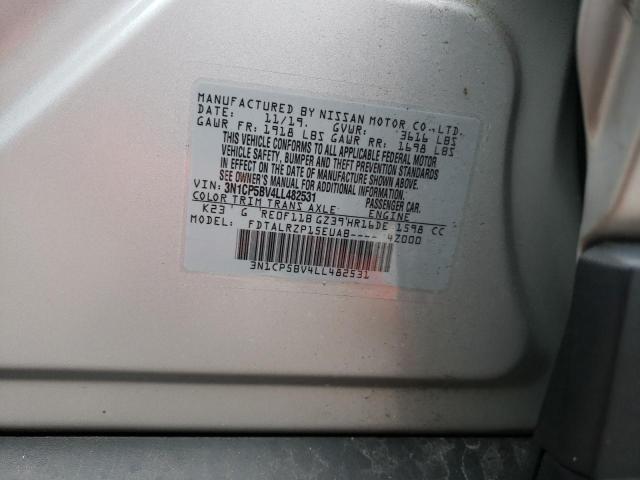 MANUFACTURED BY NISSAN MOTOR CO., LTD.
DATE: 11/19. GVWR: 3616 LBS
GAWR FR: 1918 LBS GAWR RR: 1698 LBS
THIS VEHICLE CONFORMS TO ALL APPLICABLE FEDERAL MOTOR
VEHICLE SAFETY, BUMPER AND THEFT PREVENTION STANDARDS
IN EFFECT ON THE DATE OF MANUFACTURE SHOWN ABOVE.
SEE OWNER'S MANUAL FOR ADDITIONAL INFORMATION
VIN: 3N1CP5BV4LL482531 PASSENGER CAR
COLOR TRIM TRANS AXLE ENGINE
K23 G RE0F11B GZ39 HR16DE 1598 CC
MODEL: FDTALRZP15EUAB---- 4Z000
3N1CP5BV4LL482531